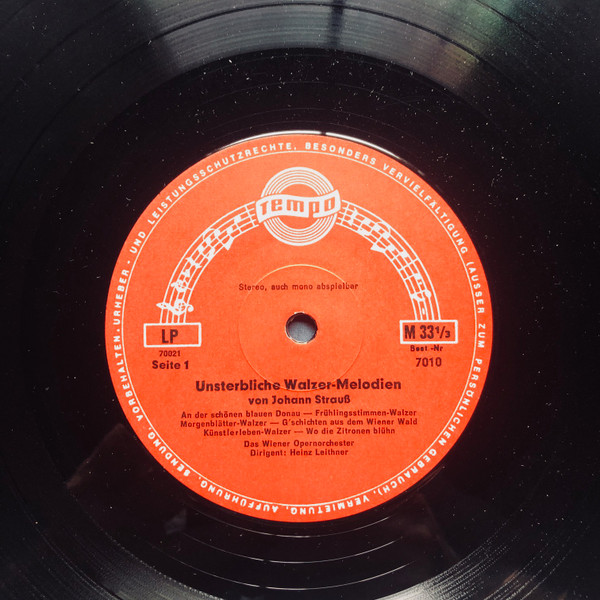 VORBEHALTEN. URHEBER- UND LEISTUNGSSCHUTZRECHTE, BESONDERS VERVIELFÄLTIGUNG (AUSSER ZUM PERSÖNLICHEN GEBRAUCH), VERMIETUNG, AUFFÜHRUNG, SENDUNG,
Tempo
Stereo, auch mono abspielbar
LP
M 33 1/3
70021
Best.-Nr
Seite 1
7010
Unsterbliche Walzer-Melodien
von Johann Strauß
An der schönen blauen Donau — Frühlingsstimmen-Walzer
Morgenblätter-Walzer — G'schichten aus dem Wiener Wald
Künstlerleben-Walzer — Wo die Zitronen blühn
Das Wiener Opernorchester
Dirigent: Heinz Leithner